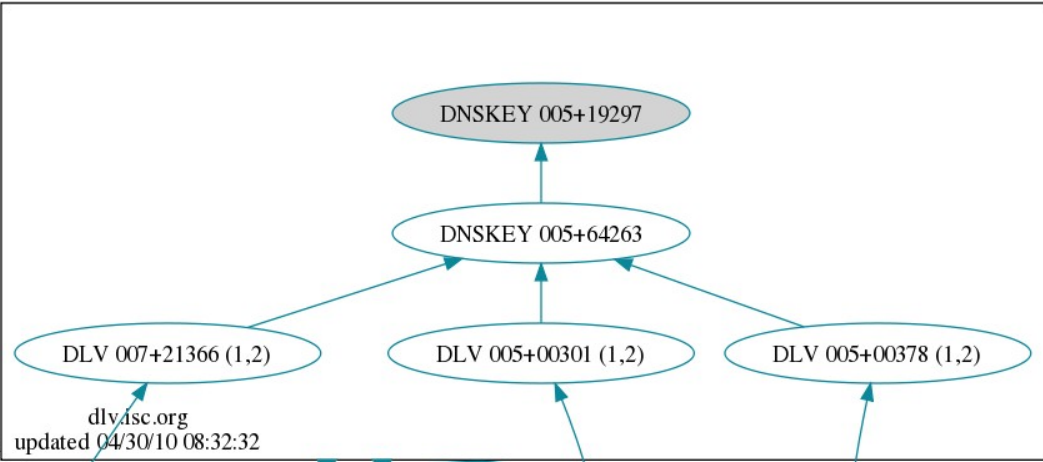 DNSKEY 005+19297
DNSKEY 005+64263
DLV 007+21366 (1,2)
DLV 005+00301 (1,2)
DLV 005+00378 (1,2)
dlv.isc.org
updated 04/30/10 08:32:32